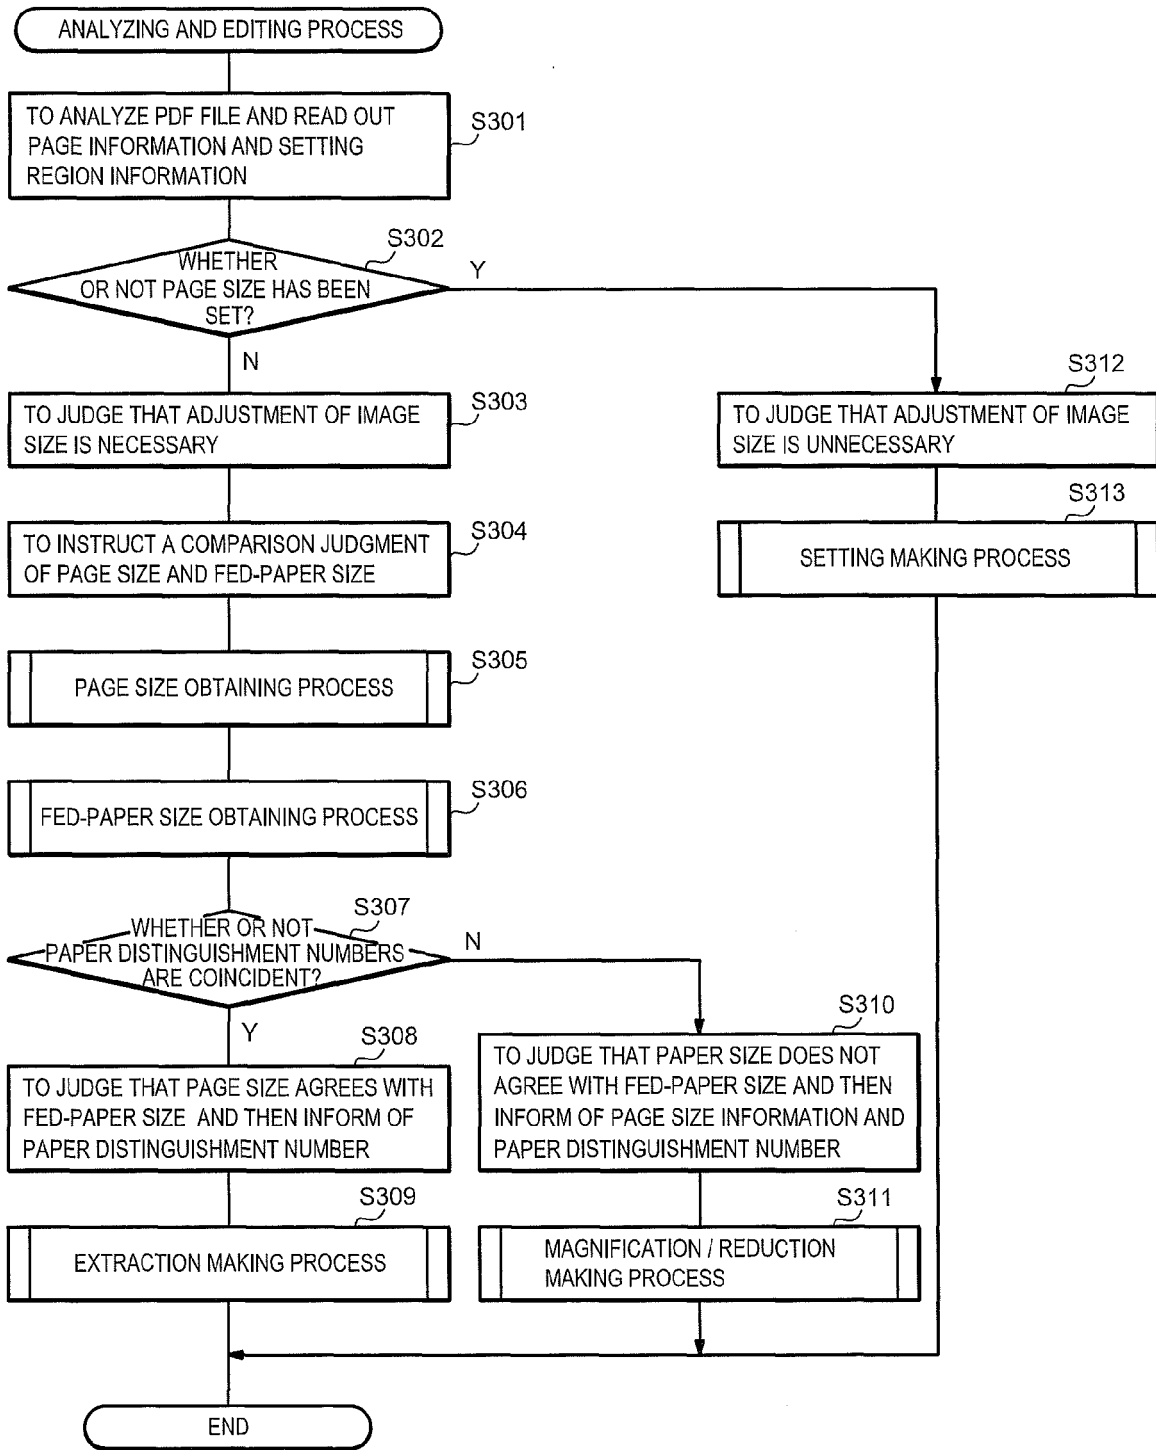 ANALYZING AND EDITING PROCESS
TO ANALYZE PDF FILE AND READ OUT
PAGE INFORMATION AND SETTING
REGION INFORMATION
S301
WHETHER
OR NOT PAGE SIZE HAS BEEN
SET?
S302
Y
N
TO JUDGE THAT ADJUSTMENT OF IMAGE
SIZE IS NECESSARY
S303
TO JUDGE THAT ADJUSTMENT OF IMAGE
SIZE IS UNNECESSARY
S312
TO INSTRUCT A COMPARISON JUDGMENT
OF PAGE SIZE AND FED-PAPER SIZE
S304
SETTING MAKING PROCESS
S313
PAGE SIZE OBTAINING PROCESS
S305
FED-PAPER SIZE OBTAINING PROCESS
S306
WHETHER OR NOT
PAPER DISTINGUISHMENT NUMBERS
ARE COINCIDENT?
S307
N
Y
TO JUDGE THAT PAGE SIZE AGREES WITH
FED-PAPER SIZE AND THEN INFORM OF
PAPER DISTINGUISHMENT NUMBER
S308
TO JUDGE THAT PAPER SIZE DOES NOT
AGREE WITH FED-PAPER SIZE AND THEN
INFORM OF PAGE SIZE INFORMATION AND
PAPER DISTINGUISHMENT NUMBER
S310
EXTRACTION MAKING PROCESS
S309
MAGNIFICATION / REDUCTION
MAKING PROCESS
S311
END